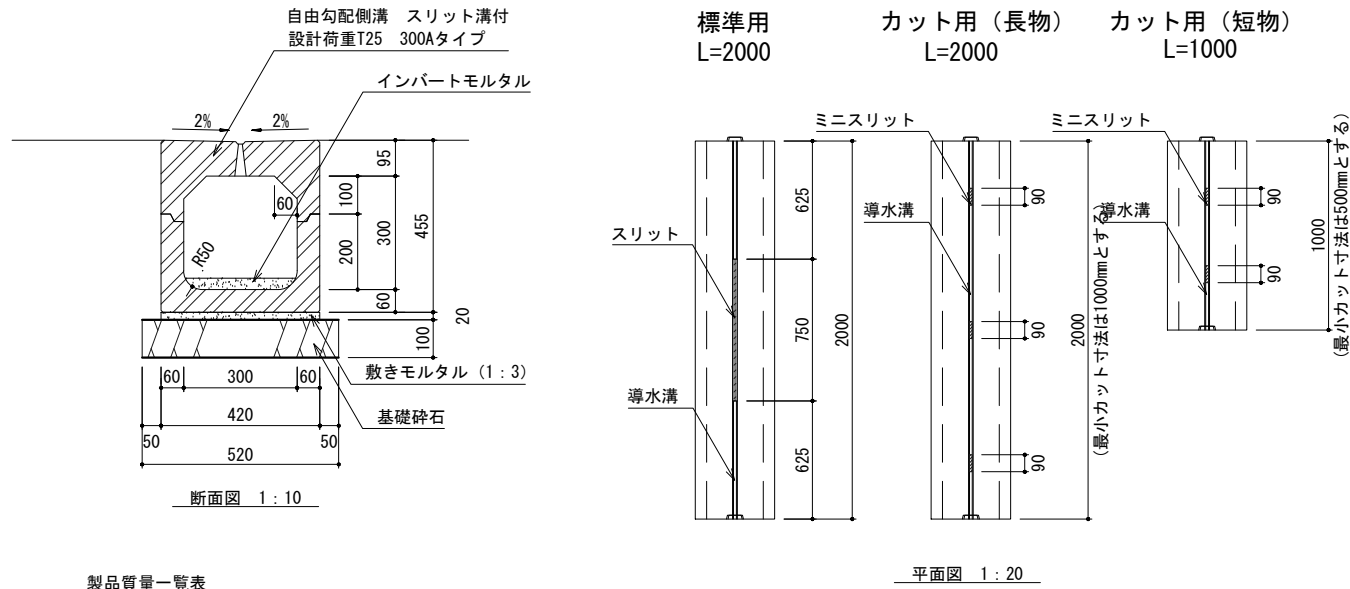 自由勾配側溝　スリット溝付
設計荷重T25　300Aタイプ
インバートモルタル
2%
2%
95
100
60
300
455
200
R50
60
20
100
敷きモルタル（1：3）
60
300
60
基礎砕石
420
50
50
520
断面図　1：10
標準用
L=2000
スリット
導水溝
625
750
625
2000
カット用（長物）
L=2000
ミニスリット
導水溝
90
90
90
2000
(最小カット寸法は1000mmとする)
カット用（短物）
L=1000
ミニスリット
導水溝
90
90
1000
(最小カット寸法は500mmとする)
平面図　1：20
製品質量一覧表